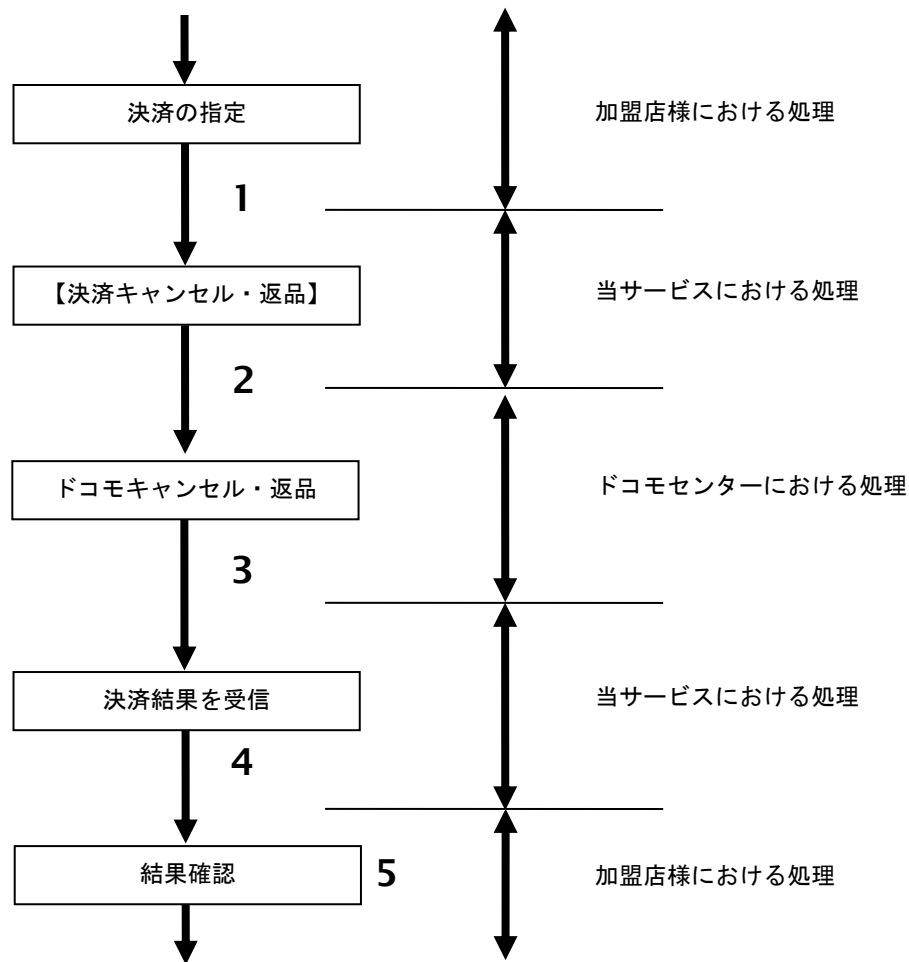 決済の指定
加盟店様における処理
1
【決済キャンセル・返品】
当サービスにおける処理
2
ドコモキャンセル・返品
ドコモセンターにおける処理
3
決済結果を受信
当サービスにおける処理
4
結果確認
5
加盟店様における処理